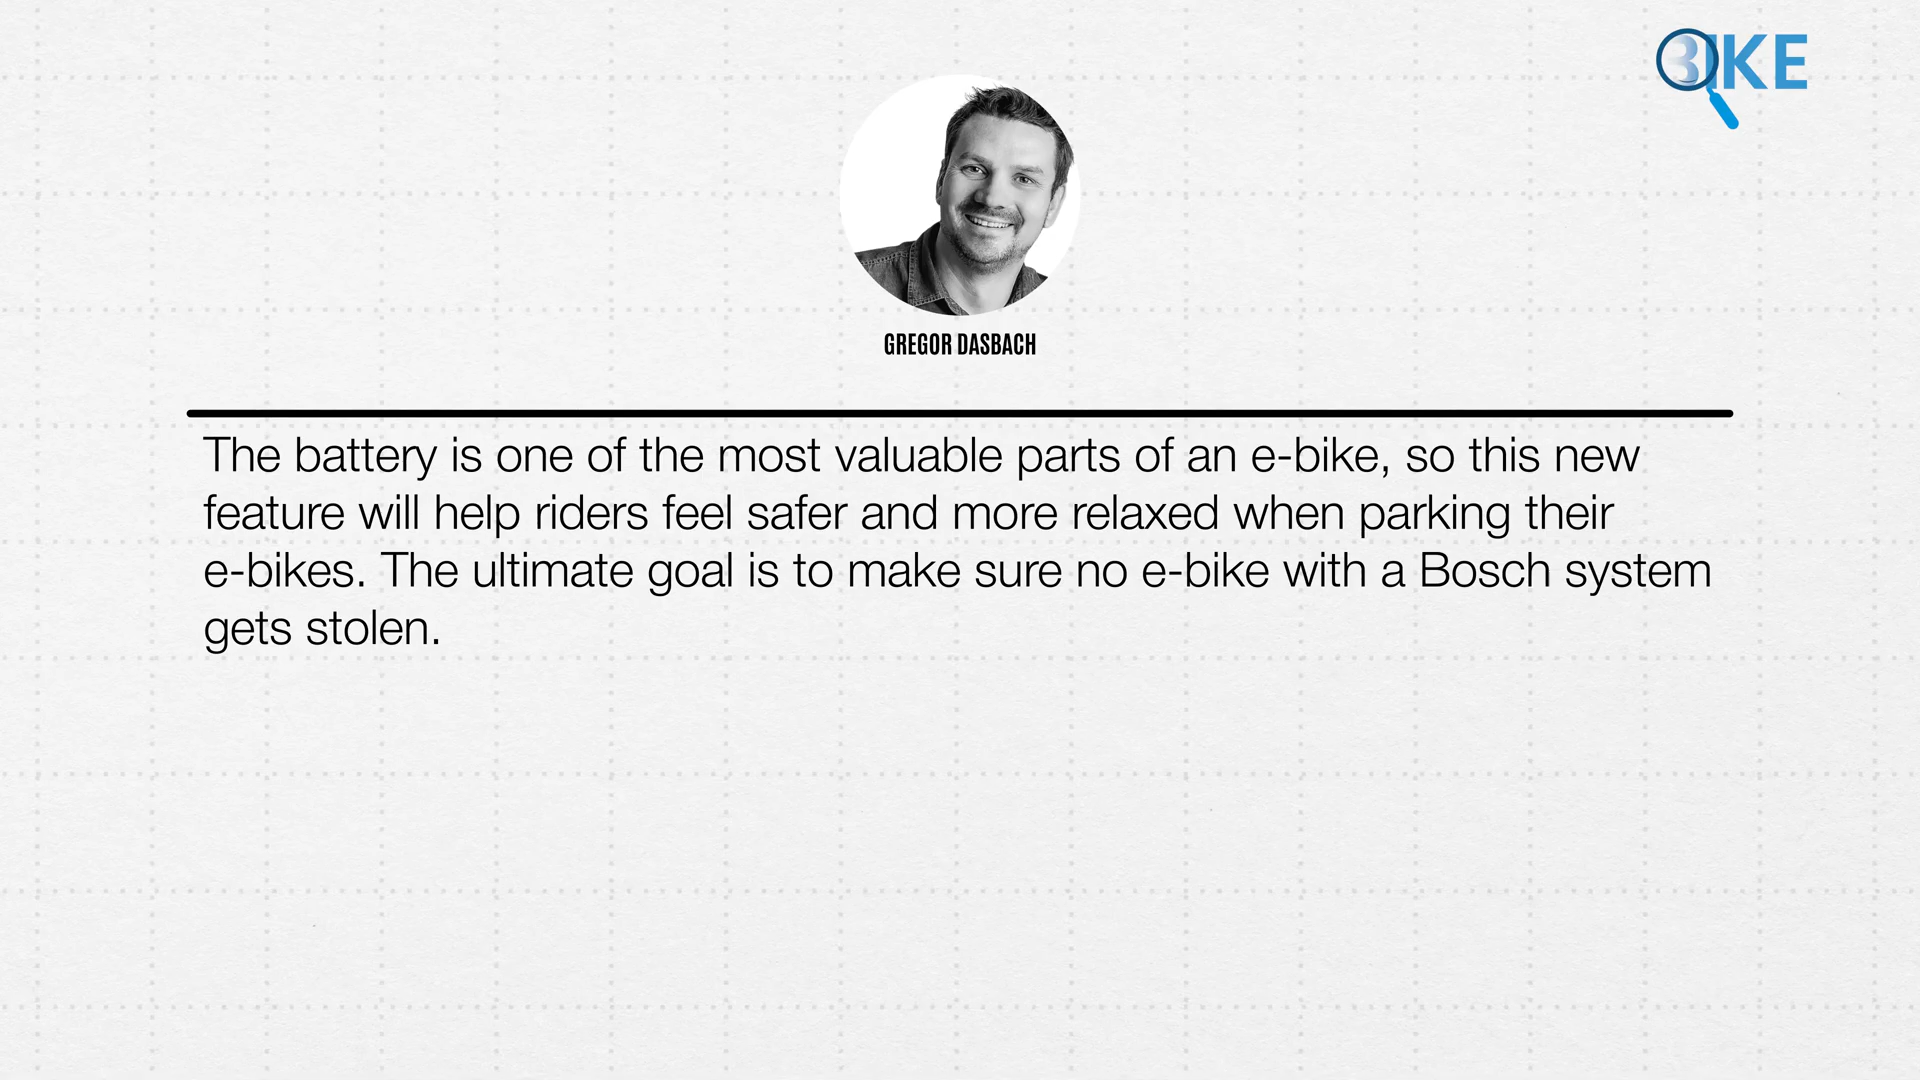 BIKE
GREGOR DASBACH
The battery is one of the most valuable parts of an e-bike, so this new
feature will help riders feel safer and more relaxed when parking their
e-bikes. The ultimate goal is to make sure no e-bike with a Bosch system
gets stolen.